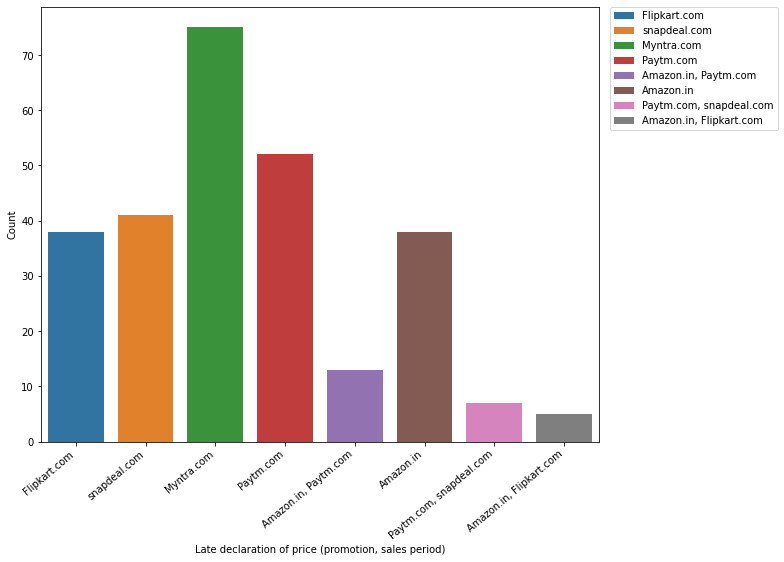 Flipkart.com
snapdeal.com
Myntra.com
Paytm.com
Amazon.in, Paytm.com
Amazon.in
Paytm.com, snapdeal.com
Amazon.in, Flipkart.com
70
60
50
40
30
20
10
0
Count
Flipkart.com
snapdeal.com
Myntra.com
Paytm.com
Amazon.in, Paytm.com
Amazon.in
Paytm.com, snapdeal.com
Amazon.in, Flipkart.com
Late declaration of price (promotion, sales period)